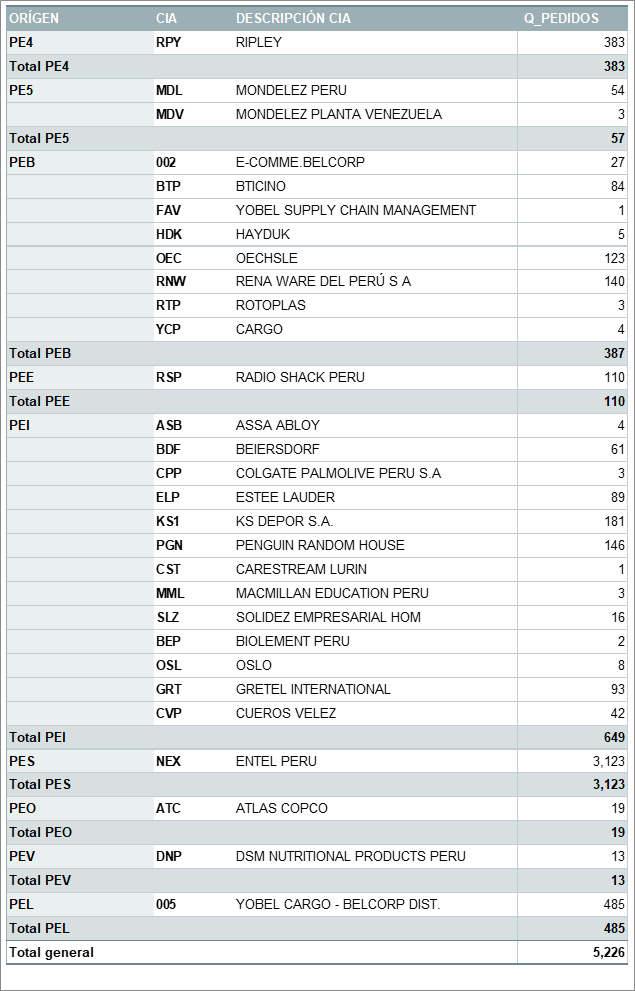 ORÍGEN CIA DESCRIPCIÓN CIA Q_PEDIDOS
PE4 RPY RIPLEY 383
Total PE4 383
PE5 MDL MONDELEZ PERU 54
MDV MONDELEZ PLANTA VENEZUELA 3
Total PE5 57
PEB 002 E-COMME.BELCORP 27
BTP BTICINO 84
FAV YOBEL SUPPLY CHAIN MANAGEMENT 1
HDK HAYDUK 5
OEC OECHSLE 123
RNW RENA WARE DEL PERÚ S A 140
RTP ROTOPLAS 3
YCP CARGO 4
Total PEB 387
PEE RSP RADIO SHACK PERU 110
Total PEE 110
PEI ASB ASSA ABLOY 4
BDF BEIERSDORF 61
CPP COLGATE PALMOLIVE PERU S.A 3
ELP ESTEE LAUDER 89
KS1 KS DEPOR S.A. 181
PGN PENGUIN RANDOM HOUSE 146
CST CARESTREAM LURIN 1
MML MACMILLAN EDUCATION PERU 3
SLZ SOLIDEZ EMPRESARIAL HOM 16
BEP BIOLEMENT PERU 2
OSL OSLO 8
GRT GRETEL INTERNATIONAL 93
CVP CUEROS VELEZ 42
Total PEI 649
PES NEX ENTEL PERU 3,123
Total PES 3,123
PEO ATC ATLAS COPCO 19
Total PEO 19
PEV DNP DSM NUTRITIONAL PRODUCTS PERU 13
Total PEV 13
PEL 005 YOBEL CARGO - BELCORP DIST. 485
Total PEL 485
Total general 5,226